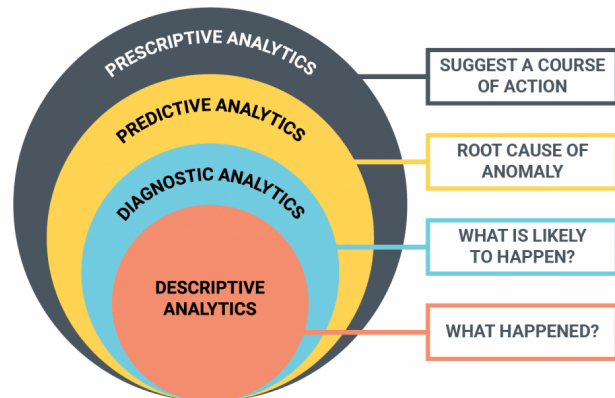 PRESCRIPTIVE ANALYTICS
PREDICTIVE ANALYTICS
DIAGNOSTIC ANALYTICS
DESCRIPTIVE
ANALYTICS
SUGGEST A COURSE
OF ACTION
ROOT CAUSE OF
ANOMALY
WHAT IS LIKELY
TO HAPPEN?
WHAT HAPPENED?